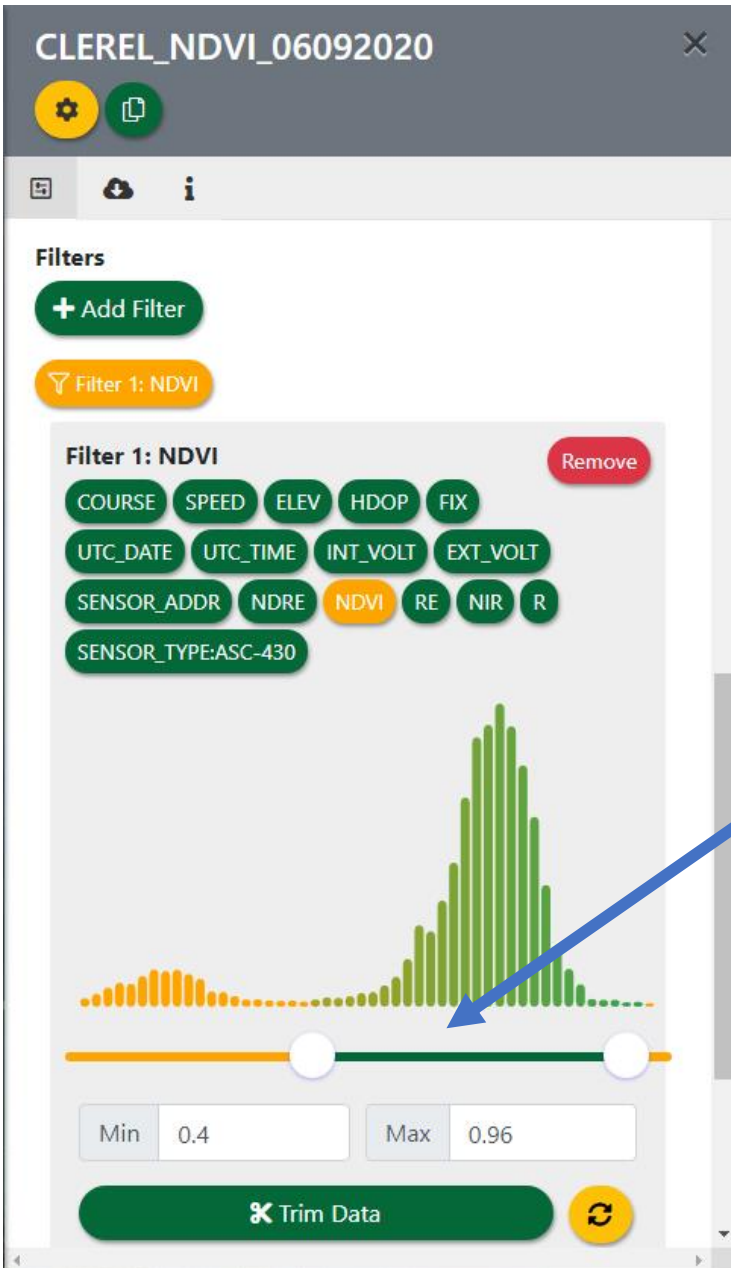 CLEREL_NDVI_06092020
Filters
Add Filter
Filter 1: NDVI
Filter 1: NDVI
Remove
COURSE SPEED ELEV HDOP FIX
UTC_DATE UTC_TIME INT_VOLT EXT_VOLT
SENSOR_ADDR NDRE NDVI RE NIR R
SENSOR_TYPE:ASC-430
Min 0.4 Max 0.96
Trim Data